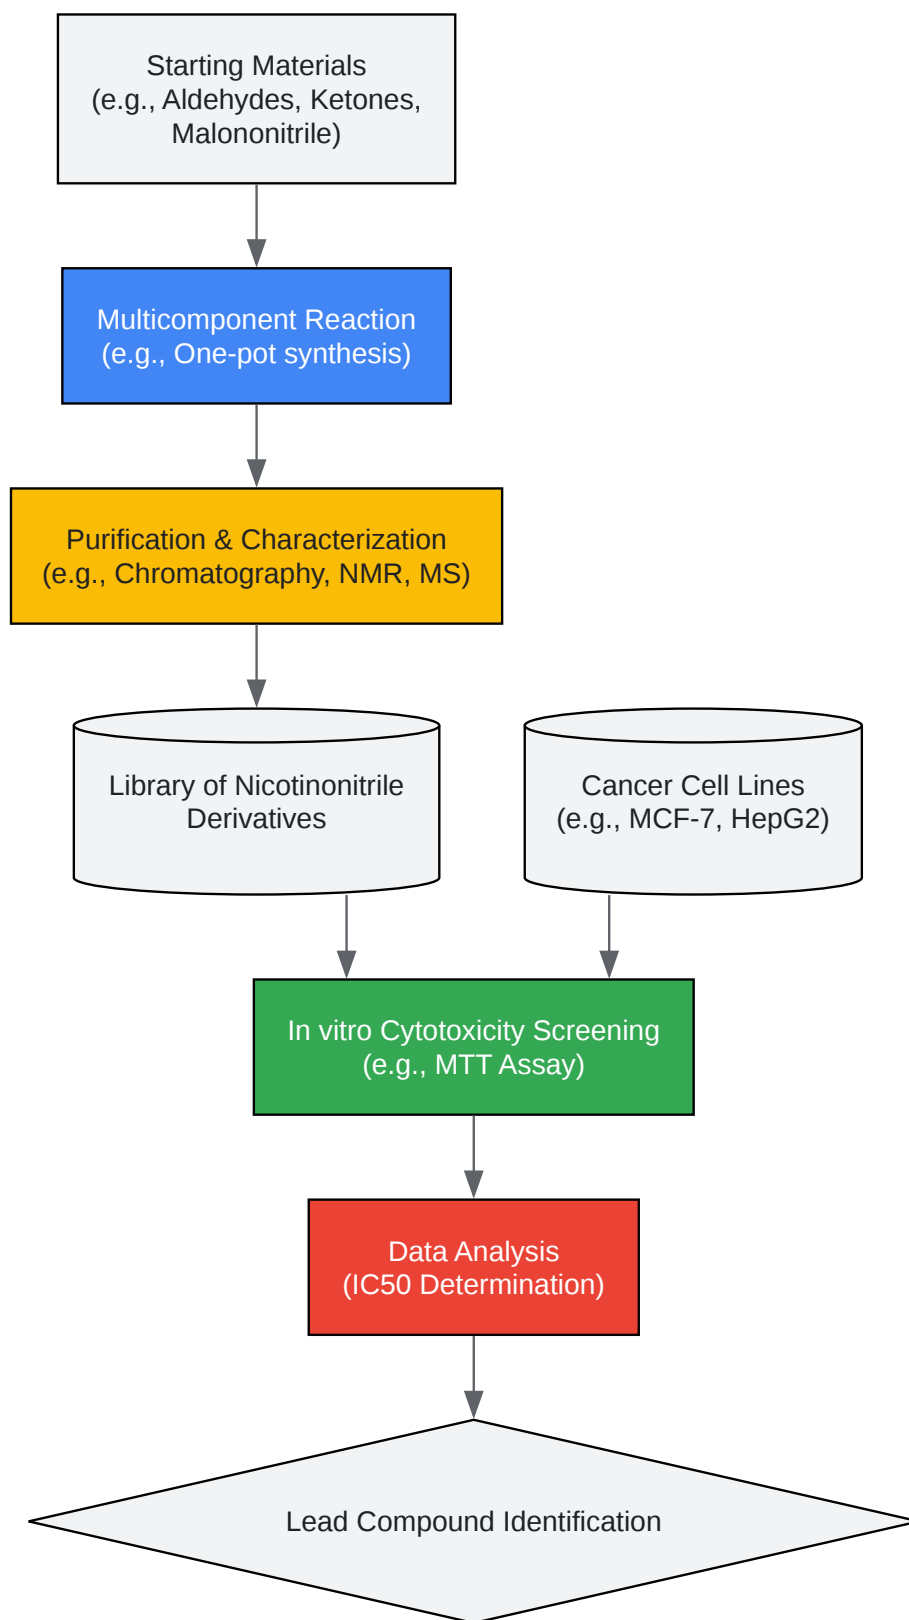 Starting Materials
(e.g., Aldehydes, Ketones,
Malononitrile)
Multicomponent Reaction
(e.g., One-pot synthesis)
Purification & Characterization
(e.g., Chromatography, NMR, MS)
Library of Nicotinonitrile
Derivatives
Cancer Cell Lines
(e.g., MCF-7, HepG2)
In vitro Cytotoxicity Screening
(e.g., MTT Assay)
Data Analysis
(IC50 Determination)
Lead Compound Identification